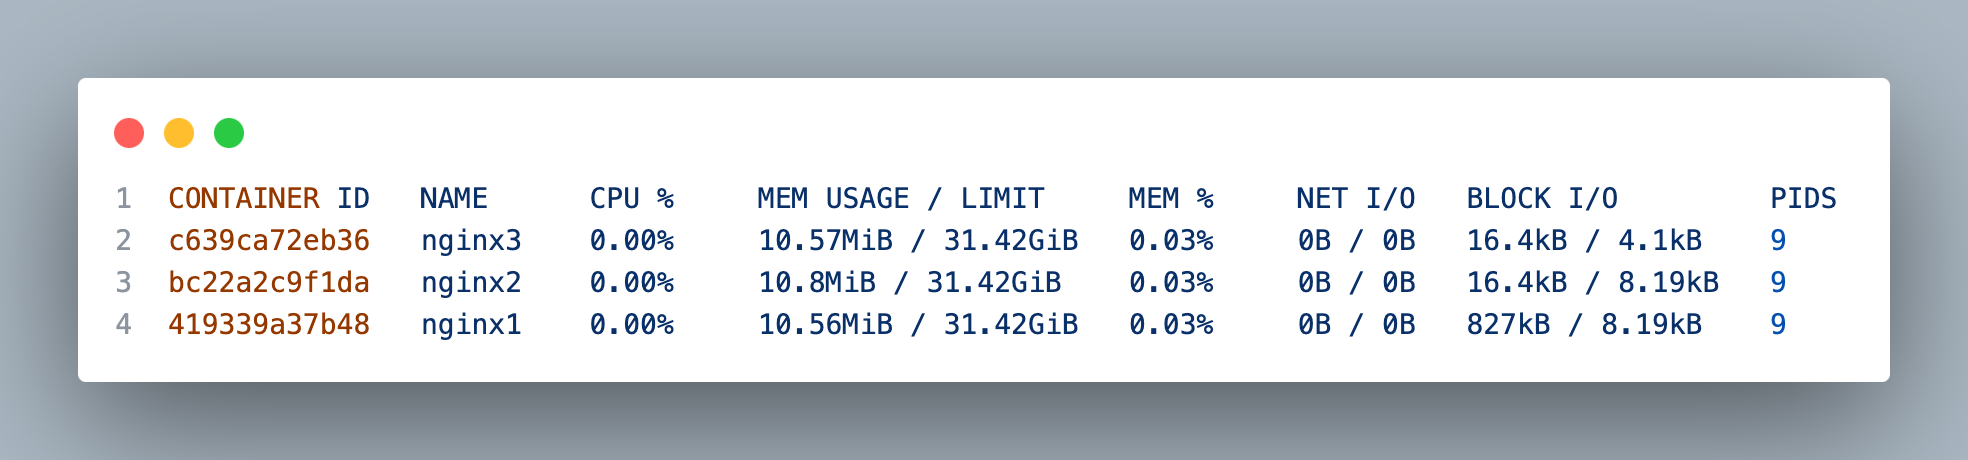 1 CONTAINER ID NAME CPU % MEM USAGE / LIMIT MEM % NET I/O BLOCK I/O PIDS
2 c639ca72eb36 nginx3 0.00% 10.57MiB / 31.42GiB 0.03% 0B / 0B 16.4kB / 4.1kB 9
3 bc22a2c9f1da nginx2 0.00% 10.8MiB / 31.42GiB 0.03% 0B / 0B 16.4kB / 8.19kB 9
4 419339a37b48 nginx1 0.00% 10.56MiB / 31.42GiB 0.03% 0B / 0B 827kB / 8.19kB 9